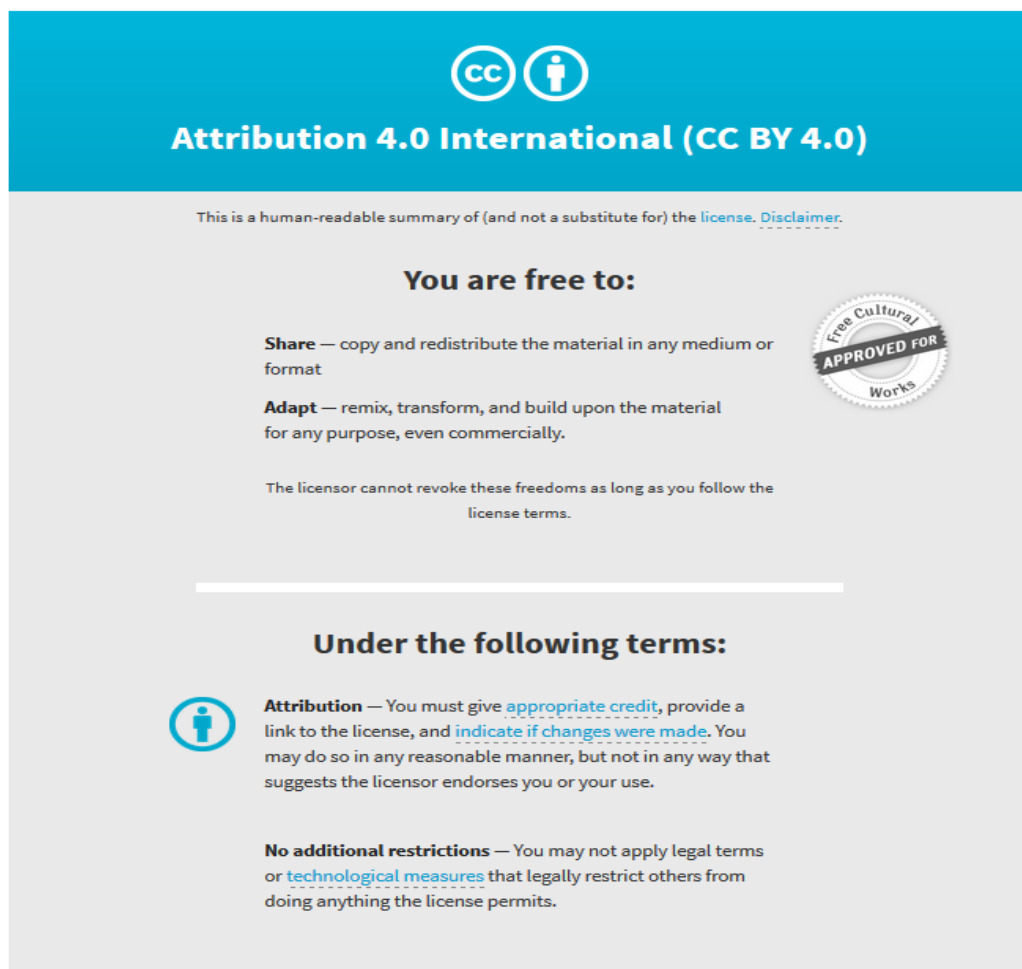 cc
Attribution 4.0 International (CC BY 4.0)
This is a human-readable summary of (and not a substitute for) the license. Disclaimer.
You are free to:
Share — copy and redistribute the material in any medium or
format
Adapt — remix, transform, and build upon the material
for any purpose, even commercially.
Free Cultural
APPROVED FOR
Works
The licensor cannot revoke these freedoms as long as you follow the
license terms.
Under the following terms:
Attribution — You must give appropriate credit, provide a
link to the license, and indicate if changes were made. You
may do so in any reasonable manner, but not in any way that
suggests the licensor endorses you or your use.
No additional restrictions — You may not apply legal terms
or technological measures that legally restrict others from
doing anything the license permits.